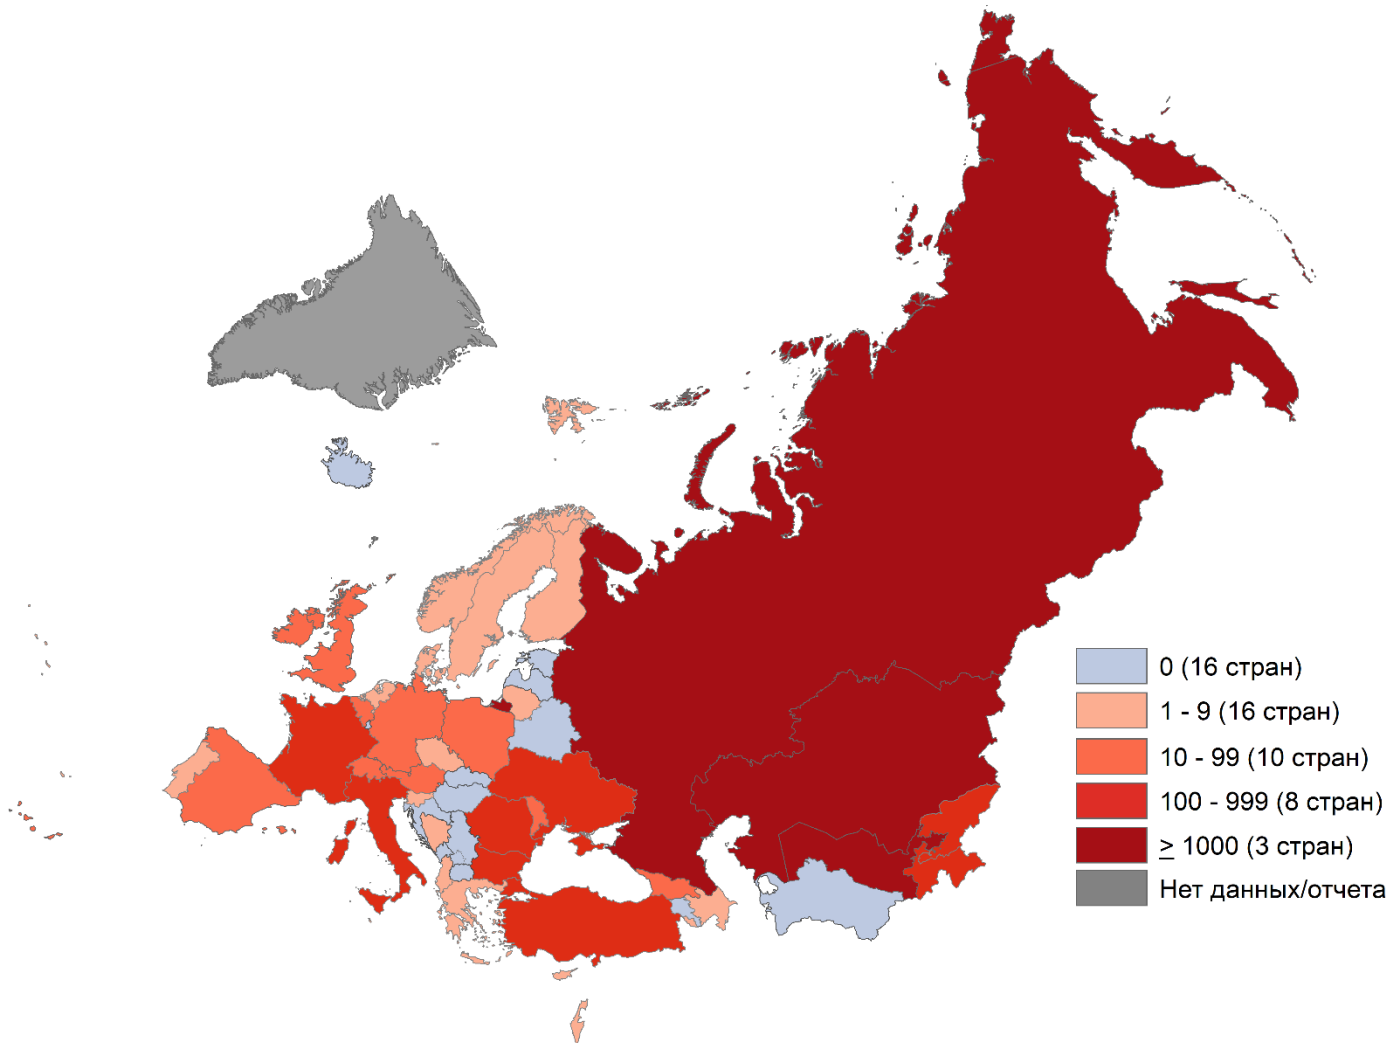 0 (16 стран)
1 - 9 (16 стран)
10 - 99 (10 стран)
100 - 999 (8 стран)
≥ 1000 (3 стран)
Нет данных/отчета